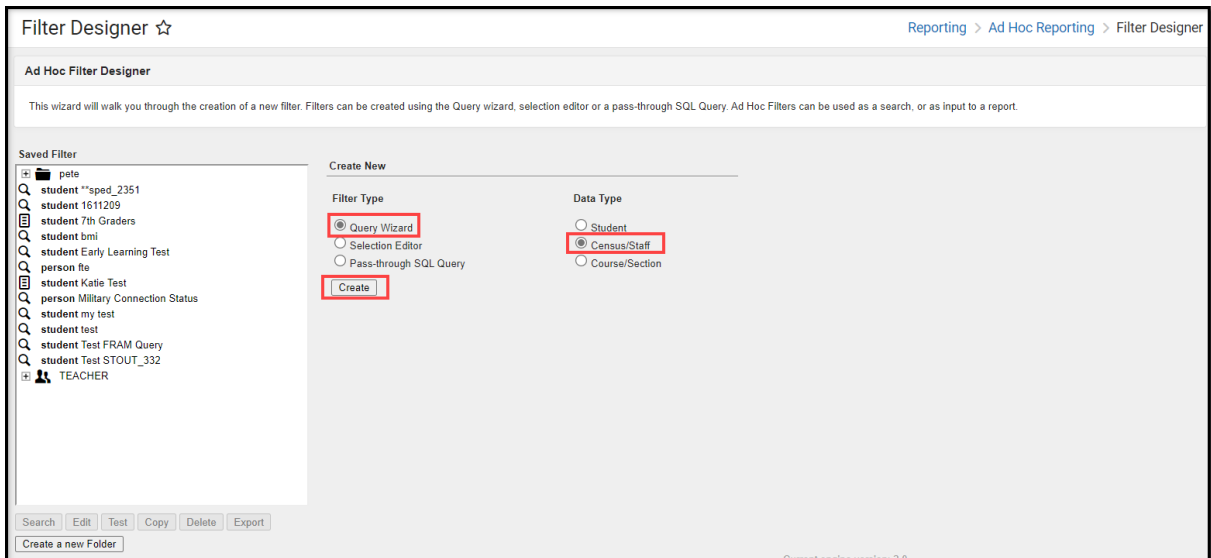 Filter Designer
Reporting > Ad Hoc Reporting > Filter Designer
Ad Hoc Filter Designer
This wizard will walk you through the creation of a new filter. Filters can be created using the Query wizard, selection editor or a pass-through SQL Query. Ad Hoc Filters can be used as a search, or as input to a report.
Saved Filter
pete
student **sped_2351
student 1611209
student 7th Graders
student bmi
student Early Learning Test
person fte
student Katie Test
person Military Connection Status
student my test
student test
student Test FRAM Query
student Test STOUT_332
TEACHER
Search Edit Test Copy Delete Export
Create a new Folder
Create New
Filter Type
Query Wizard
Selection Editor
Pass-through SQL Query
Create
Data Type
Student
Census/Staff
Course/Section